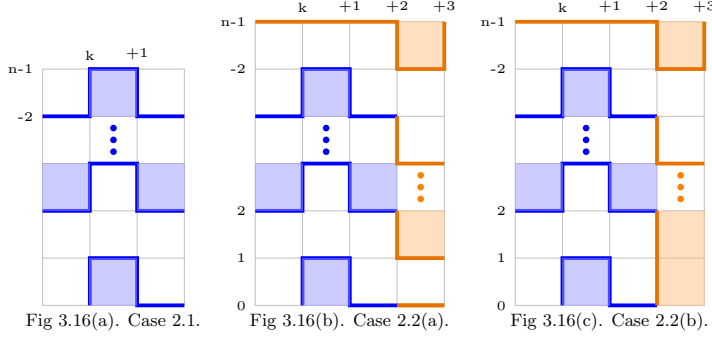 k +1 +2 +3
k +1 +2 +3
n-1
k +1
n-1
-2
-2
-2
2
2
1
1
0
0
Fig 3.16(a). Case 2.1.
Fig 3.16(b). Case 2.2(a).
Fig 3.16(c). Case 2.2(b).
n-1